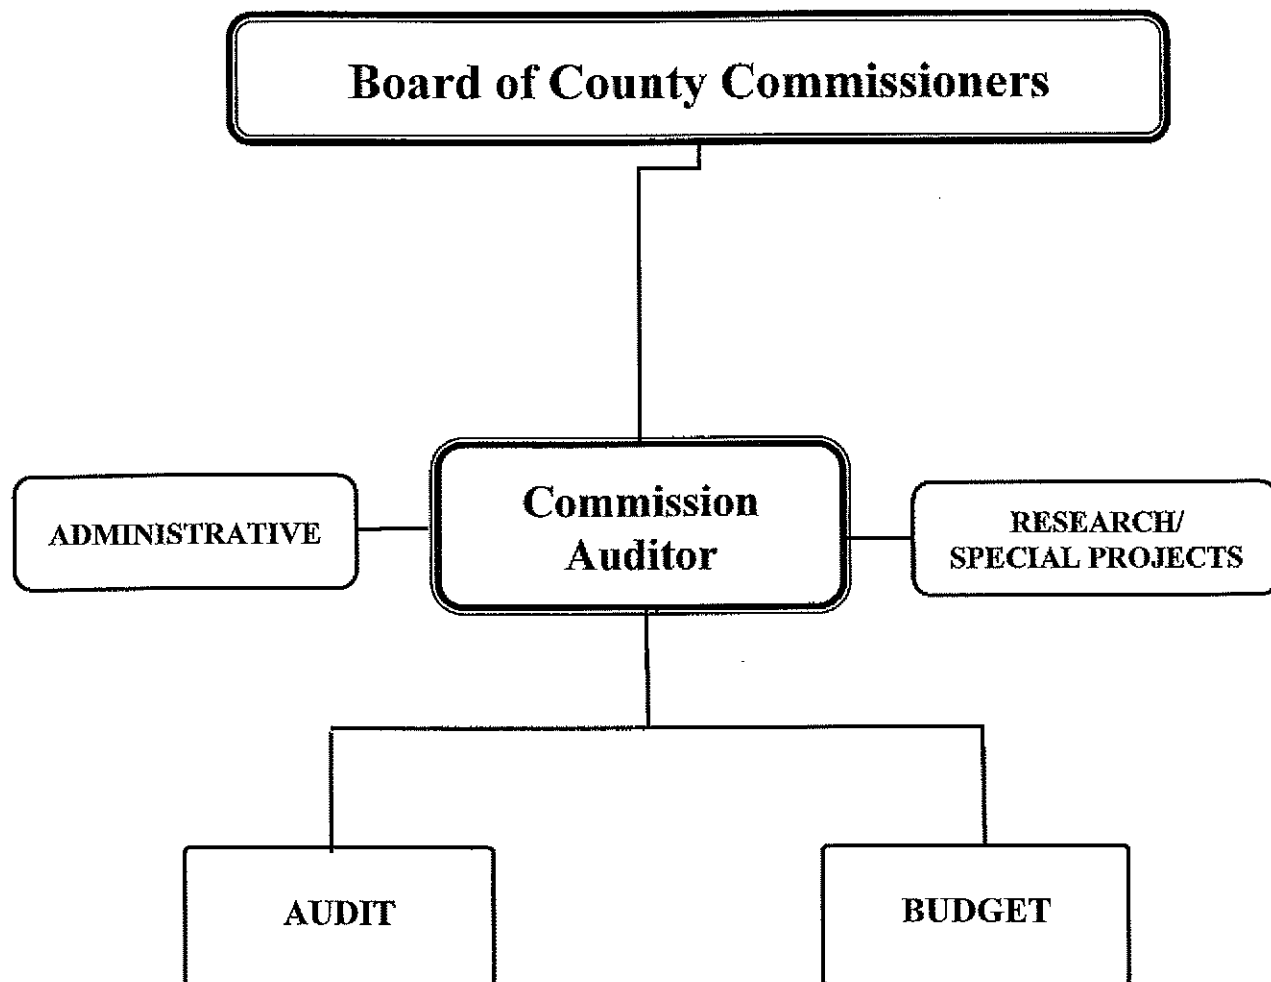 Board of County Commissioners
Commission
Auditor
ADMINISTRATIVE
RESEARCH/
SPECIAL PROJECTS
AUDIT
BUDGET